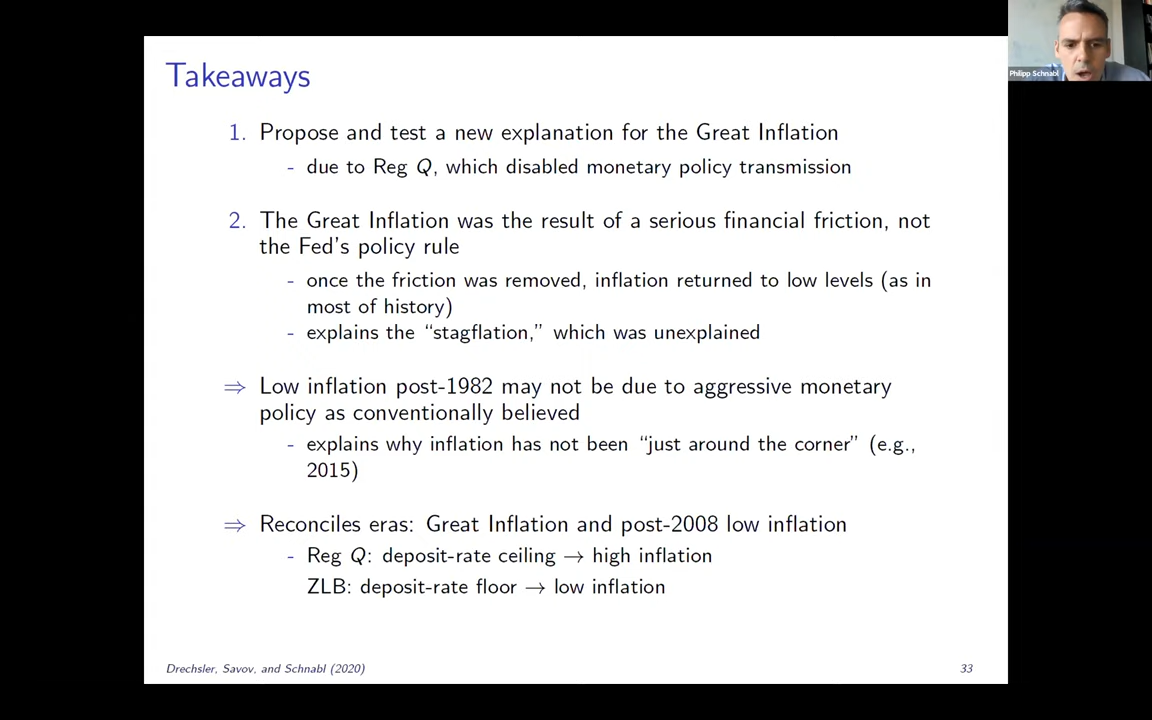 Takeaways
1. Propose and test a new explanation for the Great Inflation
- due to Reg Q, which disabled monetary policy transmission
2. The Great Inflation was the result of a serious financial friction, not
the Fed's policy rule
- once the friction was removed, inflation returned to low levels (as in
most of history)
- explains the “stagflation,” which was unexplained
⇒ Low inflation post-1982 may not be due to aggressive monetary
policy as conventionally believed
- explains why inflation has not been “just around the corner” (e.g.,
2015)
⇒ Reconciles eras: Great Inflation and post-2008 low inflation
- Reg Q: deposit-rate ceiling → high inflation
ZLB: deposit-rate floor → low inflation
Drechsler, Savov, and Schnabl (2020)
33
Philipp Schnabl